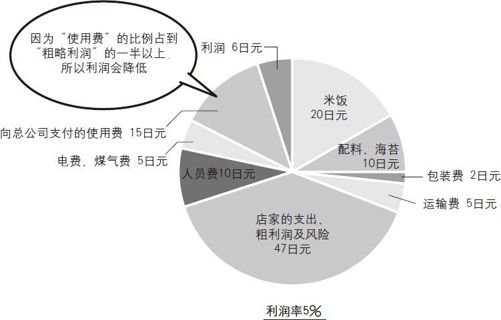 因为“使用费”的比例占到
“粗略利润”的一半以上，
所以利润会降低
利润 6日元
米饭
20日元
向总公司支付的使用费 15日元
配料、海苔
10日元
电费、煤气费 5日元
人员费10日元
包装费 2日元
运输费 5日元
店家的支出、
粗利润及风险
47日元
利润率5%